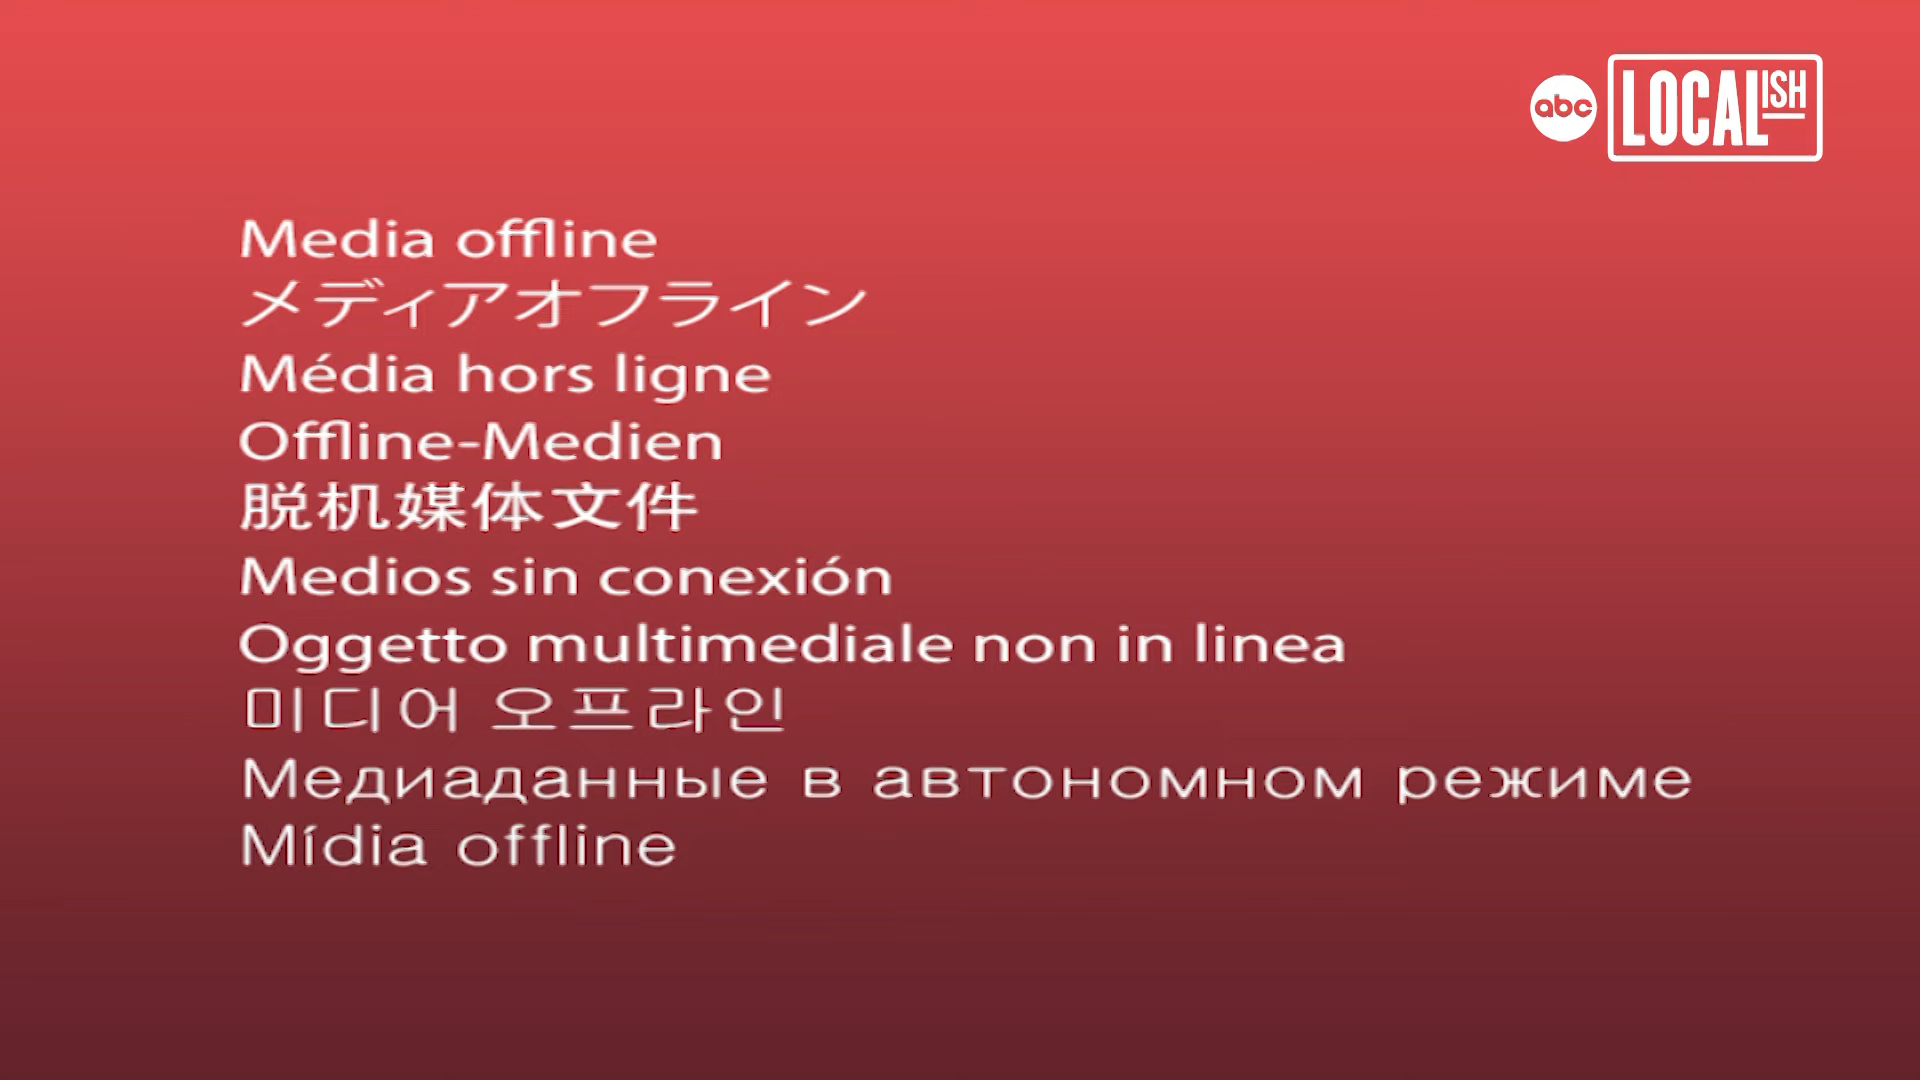 abc LOCALISH
Media offline
メディアオフライン
Média hors ligne
Offline-Medien
脱机媒体文件
Medios sin conexión
Oggetto multimediale non in linea
미디어 오프라인
Медиаданные в автономном режиме
Mídia offline